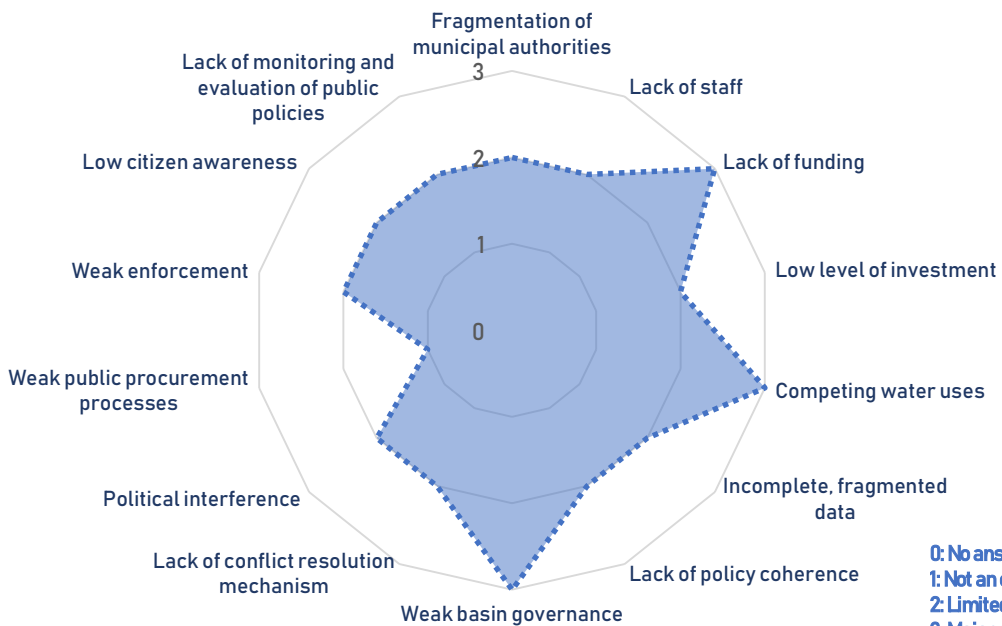 Fragmentation of
municipal authorities
Lack of monitoring and
evaluation of public
policies
3
Lack of staff
Low citizen awareness
2
Lack of funding
Weak enforcement
1
Low level of investment
0
Weak public procurement
processes
Competing water uses
Political interference
Incomplete, fragmented
data
Lack of conflict resolution
mechanism
Lack of policy coherence
Weak basin governance
0: No ans
1: Not an
2: Limited